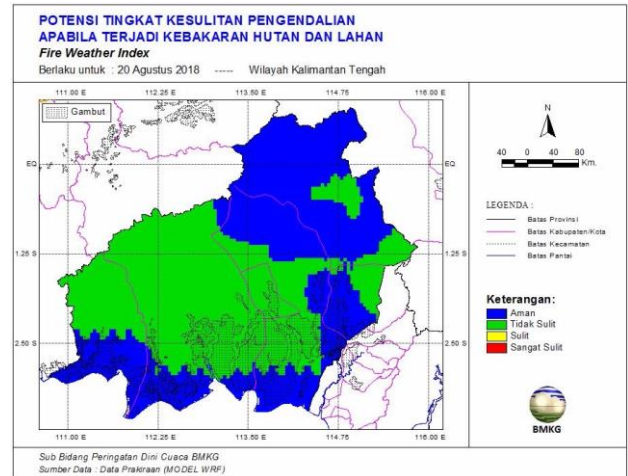 POTENSI TINGKAT KESULITAN PENGENDALIAN
APABILA TERJADI KEBAKARAN HUTAN DAN LAHAN
Fire Weather Index
Berlaku untuk : 20 Agustus 2018 ----- Wilayah Kalimantan Tengah
111.00 E 112.25 E 113.50 E 114.75 E 116.00 E
Gambut
EQ EQ
1.25 S 1.25 S
2.50 S 2.50 S
111.00 E 112.25 E 113.50 E 114.75 E 116.00 E
N
40 0 40 80
Km.
LEGENDA :
Batas Provinsi
Batas Kabupaten/Kota
Batas Kecamatan
Batas Pantai
Keterangan:
Aman
Tidak Sulit
Sulit
Sangat Sulit
BMKG
Sub Bidang Peringatan Dini Cuaca BMKG
Sumber Data : Data Prakiraan (MODEL WRF)